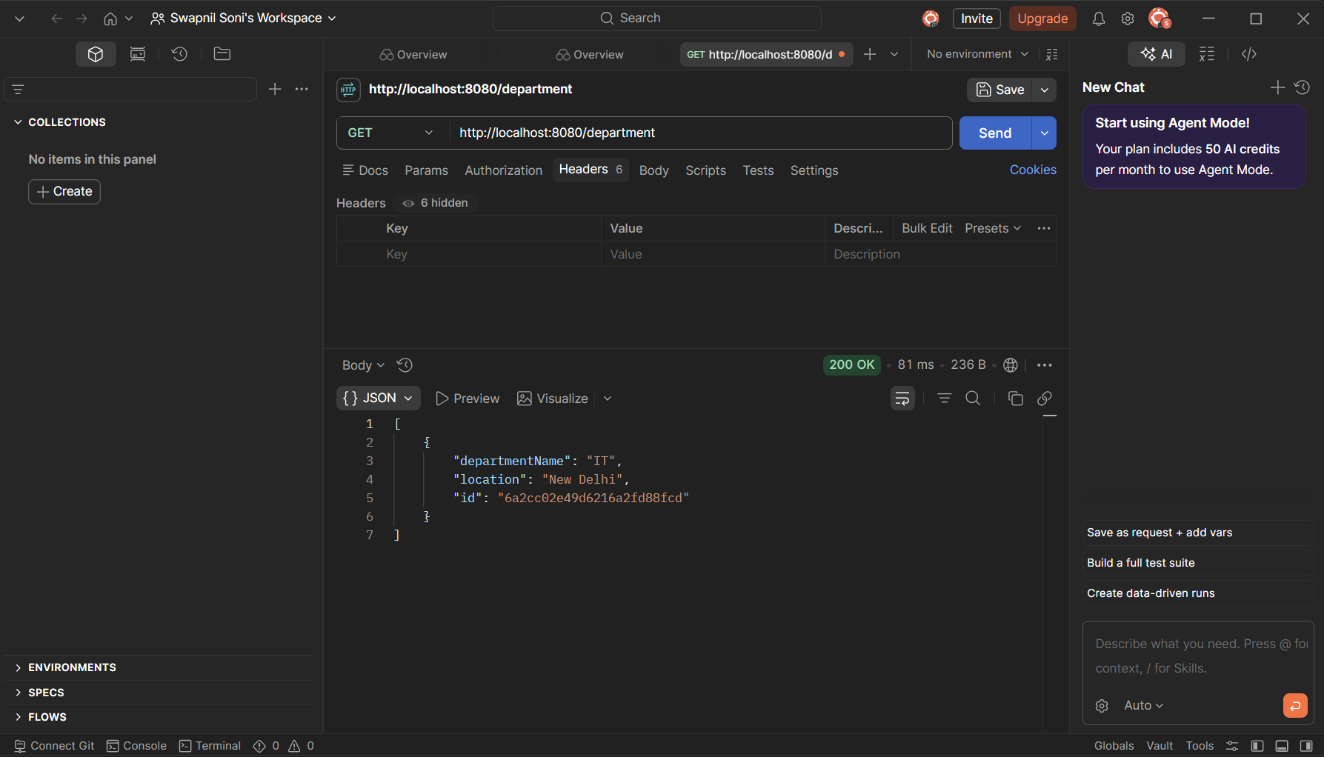 Swapnil Soni's Workspace
Search
Invite
Upgrade
Overview
Overview
GET http://localhost:8080/d
No environment
AI
COLLECTIONS
No items in this panel
Create
HTTP
http://localhost:8080/department
Save
GET http://localhost:8080/department
Send
Docs Params Authorization Headers 6 Body Scripts Tests Settings Cookies
Headers 6 hidden
Key Value Descri... Bulk Edit Presets
Key Value Description
Body 200 OK 81 ms 236 B
{ } JSON Preview Visualize
1 [
2 {
3 "departmentName": "IT",
4 "location": "New Delhi",
5 "id": "6a2cc02e49d6216a2fd88fcd"
6 }
7 ]
New Chat
Start using Agent Mode!
Your plan includes 50 AI credits
per month to use Agent Mode.
Save as request + add vars
Build a full test suite
Create data-driven runs
Describe what you need. Press @ for
context, / for Skills.
Auto
ENVIRONMENTS
SPECS
FLOWS
Connect Git Console Terminal 0 0
Globals Vault Tools